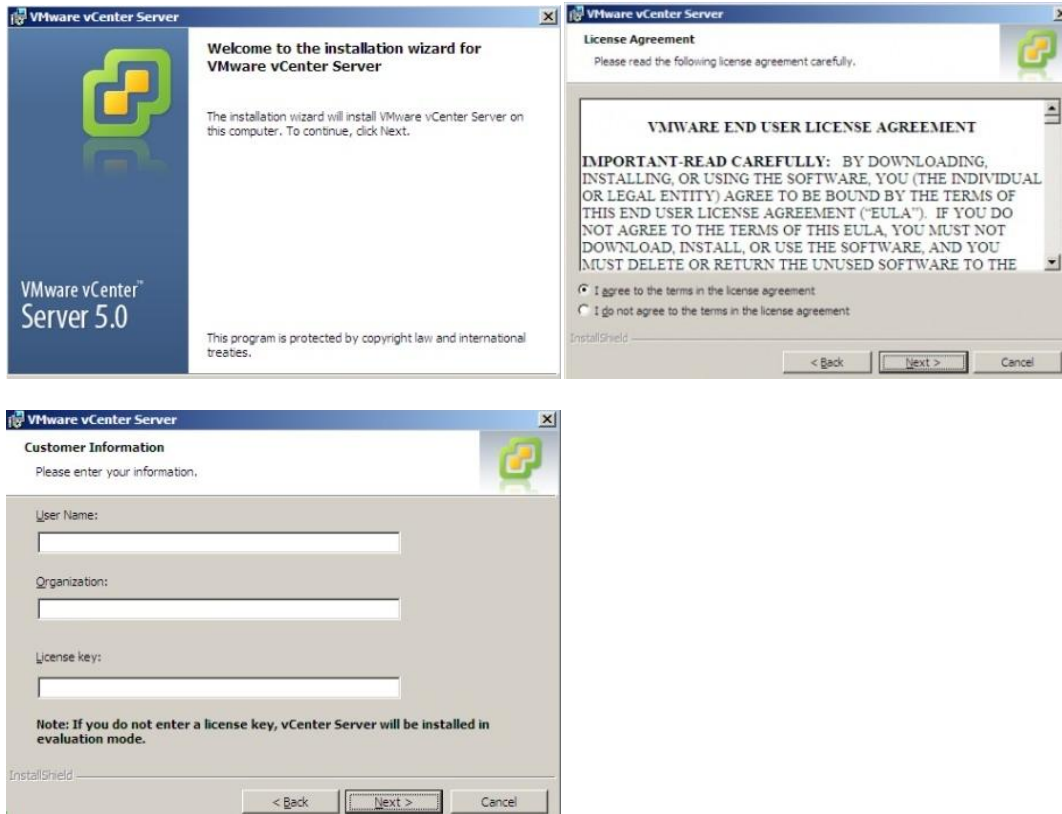 VMware vCenter Server
Welcome to the installation wizard for
VMware vCenter Server
The installation wizard will install VMware vCenter Server on
this computer. To continue, click Next.
VMware vCenter™
Server 5.0
This program is protected by copyright law and international
treaties.
VMware vCenter Server
License Agreement
Please read the following license agreement carefully.
VMWARE END USER LICENSE AGREEMENT
IMPORTANT-READ CAREFULLY: BY DOWNLOADING,
INSTALLING, OR USING THE SOFTWARE, YOU (THE INDIVIDUAL
OR LEGAL ENTITY) AGREE TO BE BOUND BY THE TERMS OF
THIS END USER LICENSE AGREEMENT (“EULA”). IF YOU DO
NOT AGREE TO THE TERMS OF THIS EULA, YOU MUST NOT
DOWNLOAD, INSTALL, OR USE THE SOFTWARE, AND YOU
MUST DELETE OR RETURN THE UNUSED SOFTWARE TO THE
I agree to the terms in the license agreement
I do not agree to the terms in the license agreement
InstallShield
< Back Next > Cancel
VMware vCenter Server
Customer Information
Please enter your information.
User Name:
Organization:
License key:
Note: If you do not enter a license key, vCenter Server will be installed in
evaluation mode.
InstallShield
< Back Next > Cancel